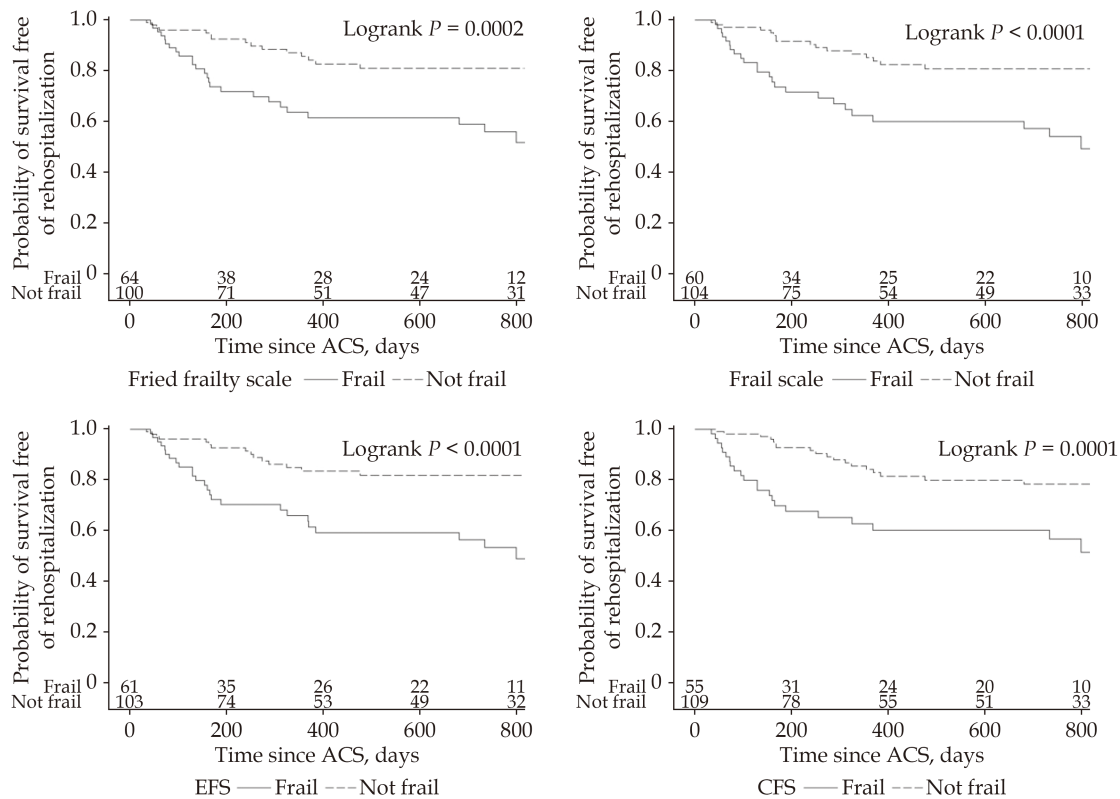 Probability of survival free
of rehospitalization
1.0
0.8
0.6
0.4
0.2
0
Logrank P = 0.0002
Frail 64 38 28 24 12
Not frail 100 71 51 47 31
0 200 400 600 800
Time since ACS, days
Fried frailty scale Frail Not frail
Probability of survival free
of rehospitalization
1.0
0.8
0.6
0.4
0.2
0
Logrank P < 0.0001
Frail 60 34 25 22 10
Not frail 104 75 54 49 33
0 200 400 600 800
Time since ACS, days
Frail scale Frail Not frail
Probability of survival free
of rehospitalization
1.0
0.8
0.6
0.4
0.2
0
Logrank P < 0.0001
Frail 61 35 26 22 11
Not frail 103 74 53 49 32
0 200 400 600 800
Time since ACS, days
EFS Frail Not frail
Probability of survival free
of rehospitalization
1.0
0.8
0.6
0.4
0.2
0
Logrank P = 0.0001
Frail 55 31 24 20 10
Not frail 109 78 55 51 33
0 200 400 600 800
Time since ACS, days
CFS Frail Not frail